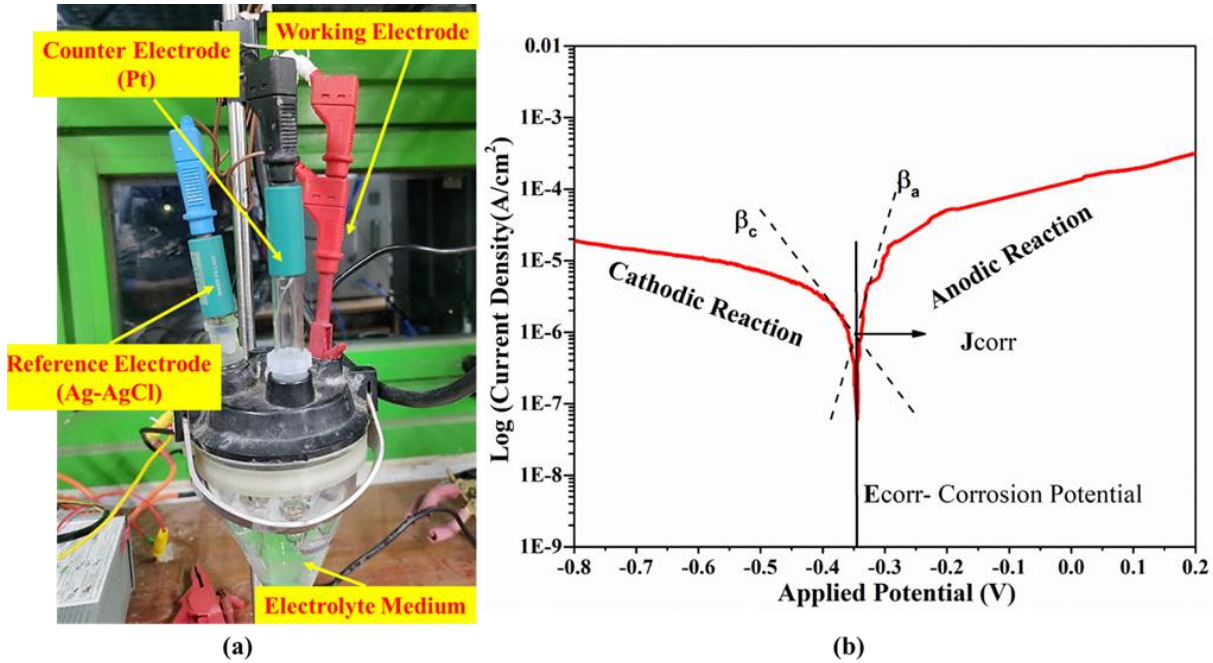 Counter Electrode
(Pt)
Working Electrode
Reference Electrode
(Ag-AgCl)
Electrolyte Medium
(a)
Log (Current Density(A/cm²)
0.01
1E-3
1E-4
1E-5
1E-6
1E-7
1E-8
1E-9
βc
βa
Cathodic Reaction
Anodic Reaction
Jcorr
Ecorr- Corrosion Potential
-0.8 -0.7 -0.6 -0.5 -0.4 -0.3 -0.2 -0.1 0.0 0.1 0.2
Applied Potential (V)
(b)